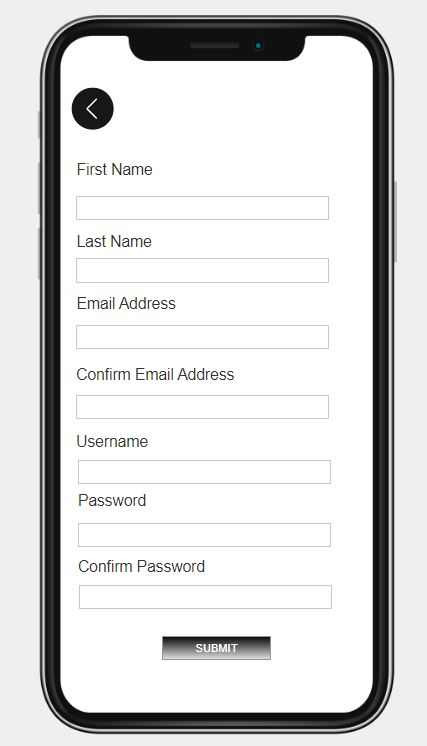 First Name
Last Name
Email Address
Confirm Email Address
Username
Password
Confirm Password
SUBMIT